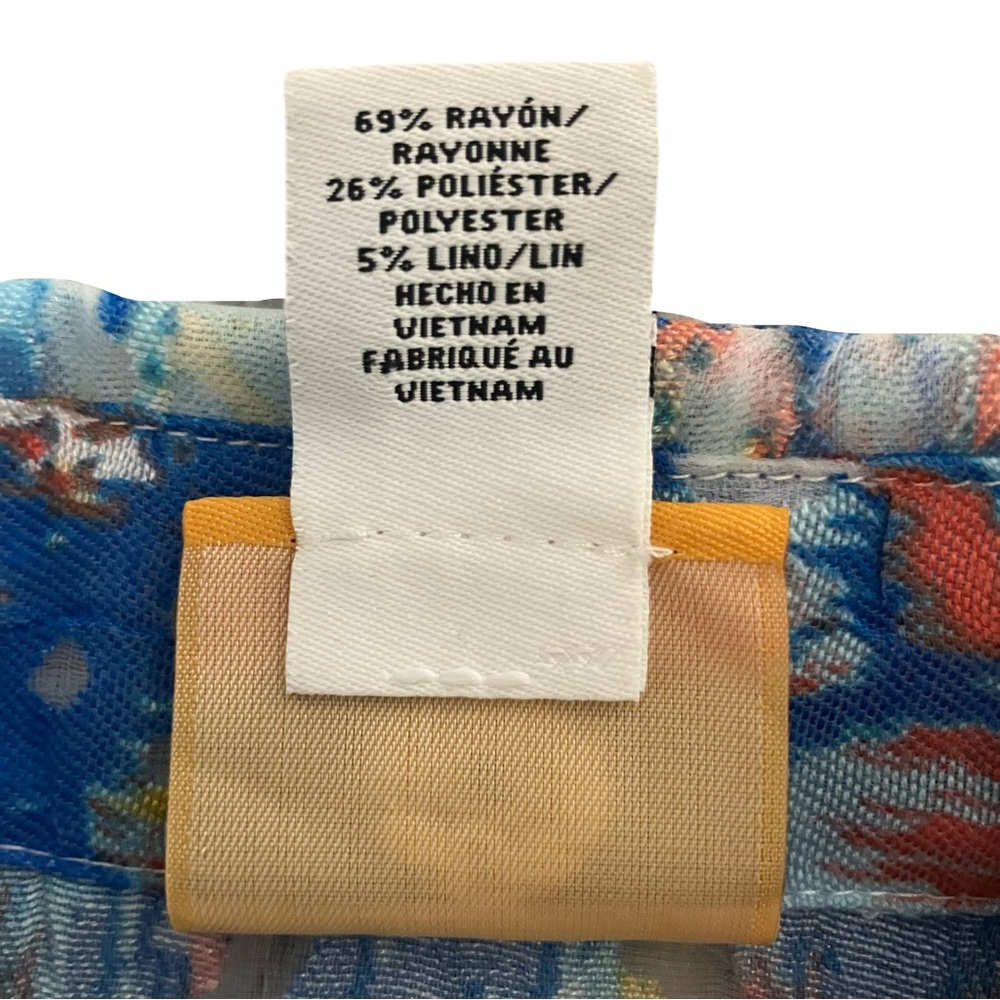 69% RAYÓN/
RAYONNE
26% POLIÉSTER/
POLYESTER
5% LINO/LIN
HECHO EN
VIETNAM
FABRIQUÉ AU
VIETNAM